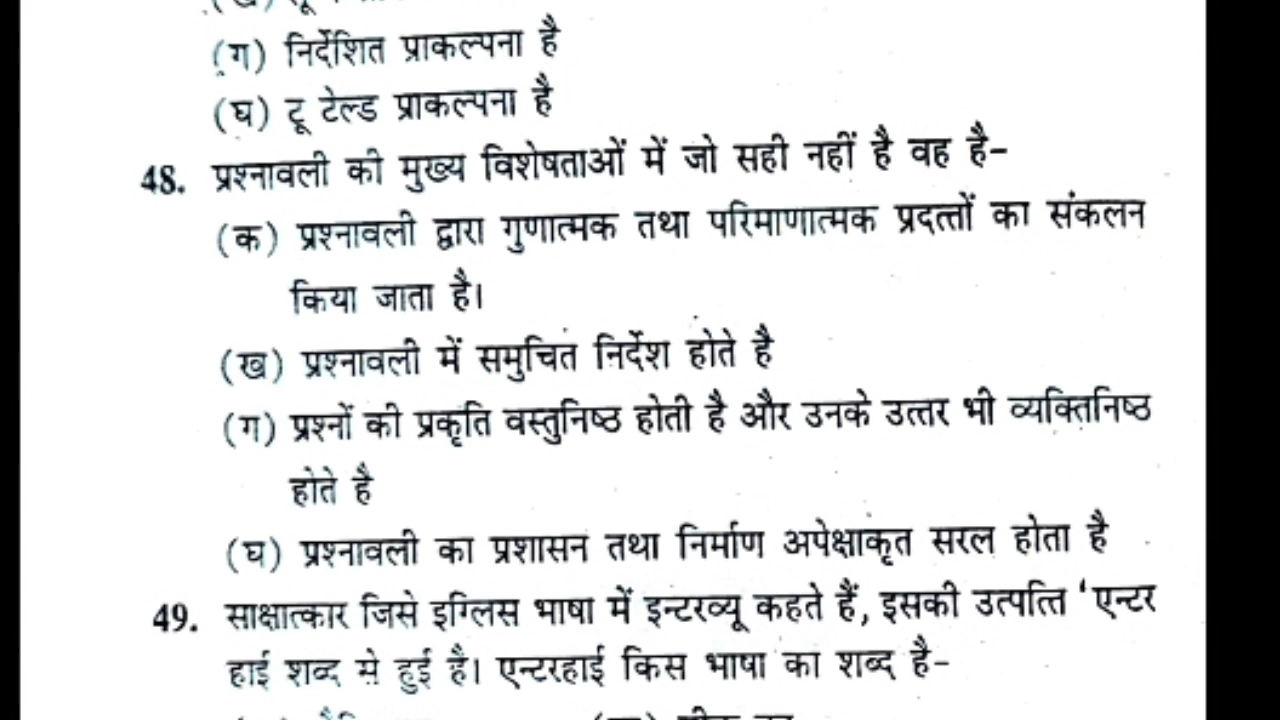 (ग) निर्देशित प्राकल्पना है
(घ) टू टेल्ड प्राकल्पना है
48. प्रश्नावली की मुख्य विशेषताओं में जो सही नहीं है वह है-
(क) प्रश्नावली द्वारा गुणात्मक तथा परिमाणात्मक प्रदत्तों का संकलन
किया जाता है।
(ख) प्रश्नावली में समुचित निर्देश होते है
(ग) प्रश्नों की प्रकृति वस्तुनिष्ठ होती है और उनके उत्तर भी व्यक्तिनिष्ठ
होते है
(घ) प्रश्नावली का प्रशासन तथा निर्माण अपेक्षाकृत सरल होता है
49. साक्षात्कार जिसे इग्लिस भाषा में इन्टरव्यू कहते हैं, इसकी उत्पत्ति ‘एन्टर
हाई शब्द से हुई है। एन्टरहाई किस भाषा का शब्द है-